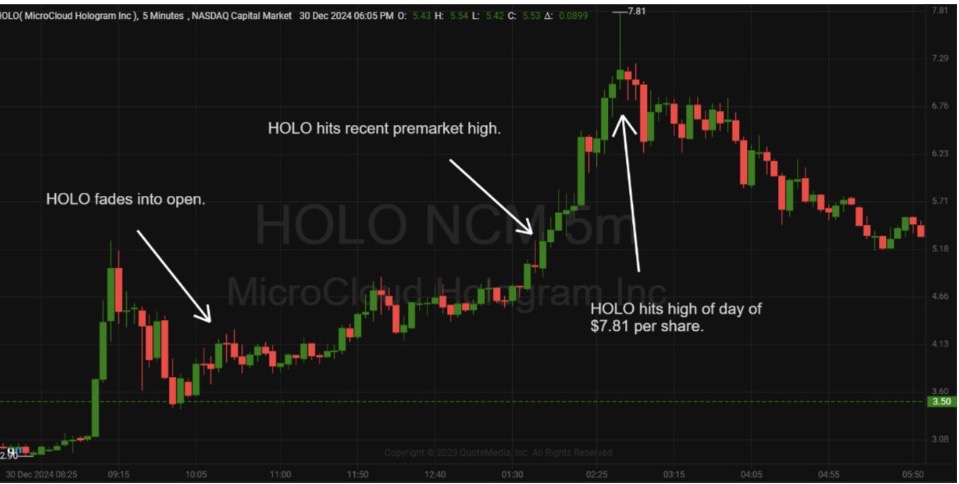 HOLO( MicroCloud Hologram Inc ), 5 Minutes , NASDAQ Capital Market 30 Dec 2024 06:05 PM O: 5.43 H: 5.54 L: 5.42 C: 5.53 Δ: 0.0899
7.81
7.81
7.29
HOLO hits recent premarket high.
6.76
6.23
HOLO fades into open.
5.71
HOLO NCM 5m
5.18
MicroCloud Hologram Inc
4.66
HOLO hits high of day of
$7.81 per share.
4.13
3.60
3.50
3.08
2.90
Copyright © 2023 QuoteMedia, Inc. All Rights Reserved
30 Dec 2024 08:25 09:15 10:05 11:00 11:50 12:40 01:30 02:25 03:15 04:05 04:55 05:50